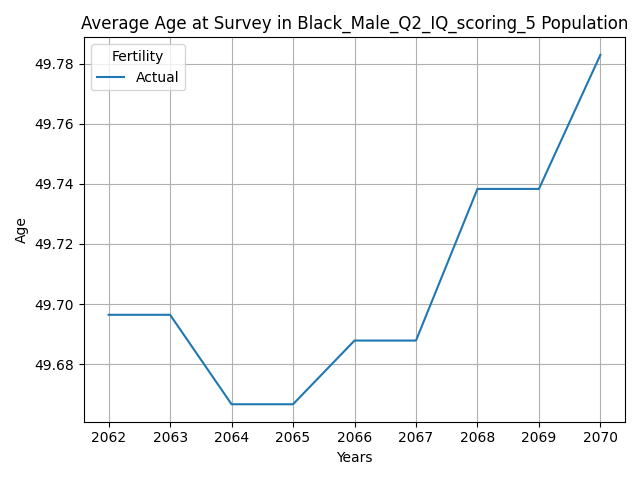 Average Age at Survey in Black_Male_Q2_IQ_scoring_5 Population
Fertility
Actual
49.78
49.76
49.74
49.72
49.70
49.68
Age
2062 2063 2064 2065 2066 2067 2068 2069 2070
Years